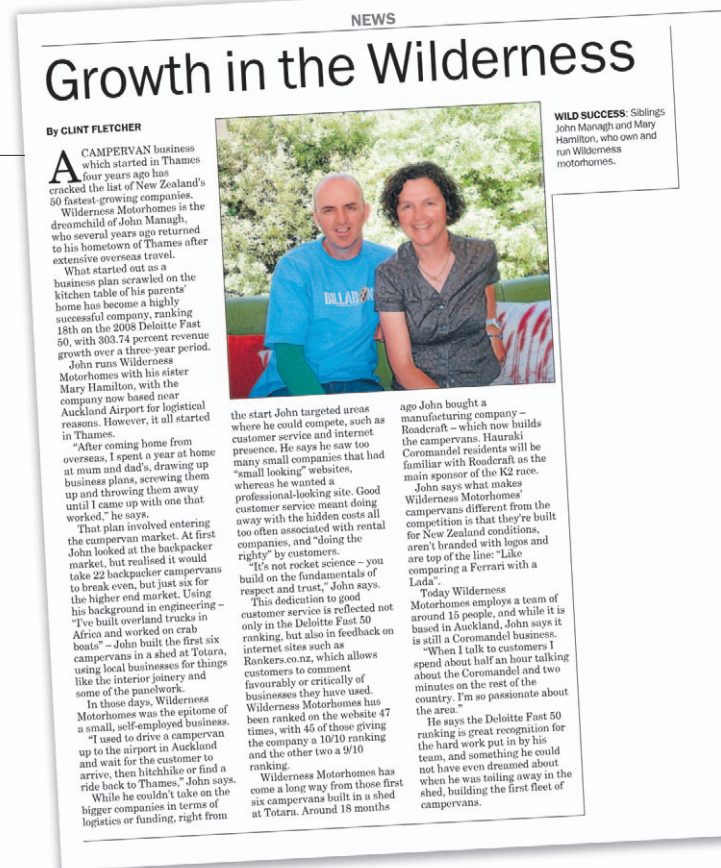 NEWS
Growth in the Wilderness
By CLINT FLETCHER
A CAMPERVAN business
which started in Thames
four years ago has
cracked the list of New Zealand's
50 fastest-growing companies.
Wilderness Motorhomes is the
dreamchild of John Managh,
who several years ago returned
to his hometown of Thames after
extensive overseas travel.
What started out as a
business plan scrawled on the
kitchen table of his parents'
home has become a highly
successful company, ranking
18th on the 2008 Deloitte Fast
50, with 303.74 percent revenue
growth over a three-year period.
John runs Wilderness
Motorhomes with his sister
Mary Hamilton, with the
company now based near
Auckland Airport for logistical
reasons. However, it all started
in Thames.
"After coming home from
overseas, I spent a year at home
at mum and dad's, drawing up
business plans, screwing them
up and throwing them away
until I came up with one that
worked," he says.
That plan involved entering
the campervan market. At first
John looked at the backpacker
market, but realised it would
take 22 backpacker campervans
to break even, but just six for
the higher end market. Using
his background in engineering –
"I've built overland trucks in
Africa and worked on crab
boats" – John built the first six
campervans in a shed at Totara,
using local businesses for things
like the interior joinery and
some of the panelwork.
In those days, Wilderness
Motorhomes was the epitome of
a small, self-employed business.
"I used to drive a campervan
up to the airport in Auckland
and wait for the customer to
arrive, then hitchhike or find a
ride back to Thames," John says.
While he couldn't take on the
bigger companies in terms of
logistics or funding, right from
BILLABON
WILD SUCCESS: Siblings
John Managh and Mary
Hamilton, who own and
run Wilderness
motorhomes.
the start John targeted areas
where he could compete, such as
customer service and internet
presence. He says he saw too
many small companies that had
"small looking" websites,
whereas he wanted a
professional-looking site. Good
customer service meant doing
away with the hidden costs all
too often associated with rental
companies, and "doing the
righty" by customers.
"It's not rocket science – you
build on the fundamentals of
respect and trust," John says.
This dedication to good
customer service is reflected not
only in the Deloitte Fast 50
ranking, but also in feedback on
internet sites such as
Rankers.co.nz, which allows
customers to comment
favourably or critically of
businesses they have used.
Wilderness Motorhomes has
been ranked on the website 47
times, with 45 of those giving
the company a 10/10 ranking
and the other two a 9/10
ranking.
Wilderness Motorhomes has
come a long way from those first
six campervans built in a shed
at Totara. Around 18 months
ago John bought a
manufacturing company –
Roadcraft – which now builds
the campervans. Hauraki
Coromandel residents will be
familiar with Roadcraft as the
main sponsor of the K2 race.
John says what makes
Wilderness Motorhomes'
campervans different from the
competition is that they're built
for New Zealand conditions,
aren't branded with logos and
are top of the line: "Like
comparing a Ferrari with a
Lada".
Today Wilderness
Motorhomes employs a team of
around 15 people, and while it is
based in Auckland, John says it
is still a Coromandel business.
"When I talk to customers I
spend about half an hour talking
about the Coromandel and two
minutes on the rest of the
country. I'm so passionate about
the area."
He says the Deloitte Fast 50
ranking is great recognition for
the hard work put in by his
team, and something he could
not have even dreamed about
when he was toiling away in the
shed, building the first fleet of
campervans.